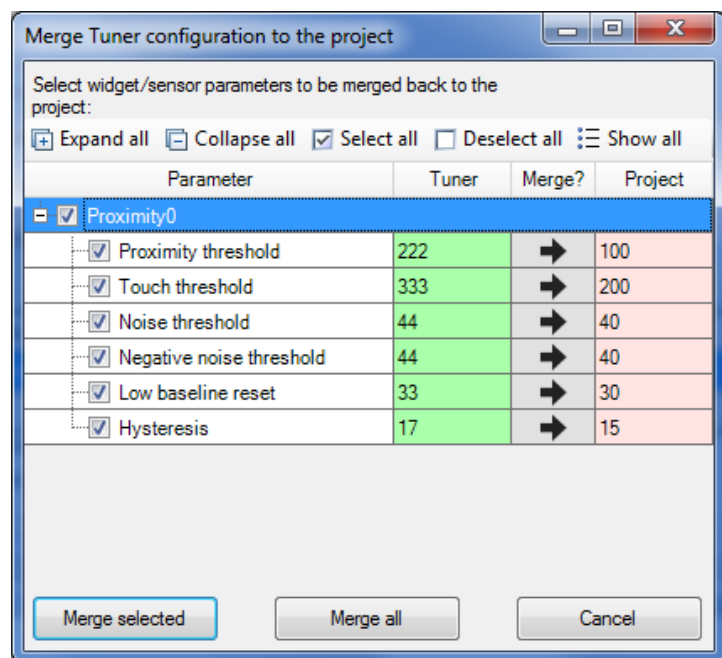 Merge Tuner configuration to the project
Select widget/sensor parameters to be merged back to the
project:
Expand all Collapse all Select all Deselect all Show all
Parameter Tuner Merge? Project
Proximity0
Proximity threshold 222 100
Touch threshold 333 200
Noise threshold 44 40
Negative noise threshold 44 40
Low baseline reset 33 30
Hysteresis 17 15
Merge selected Merge all Cancel